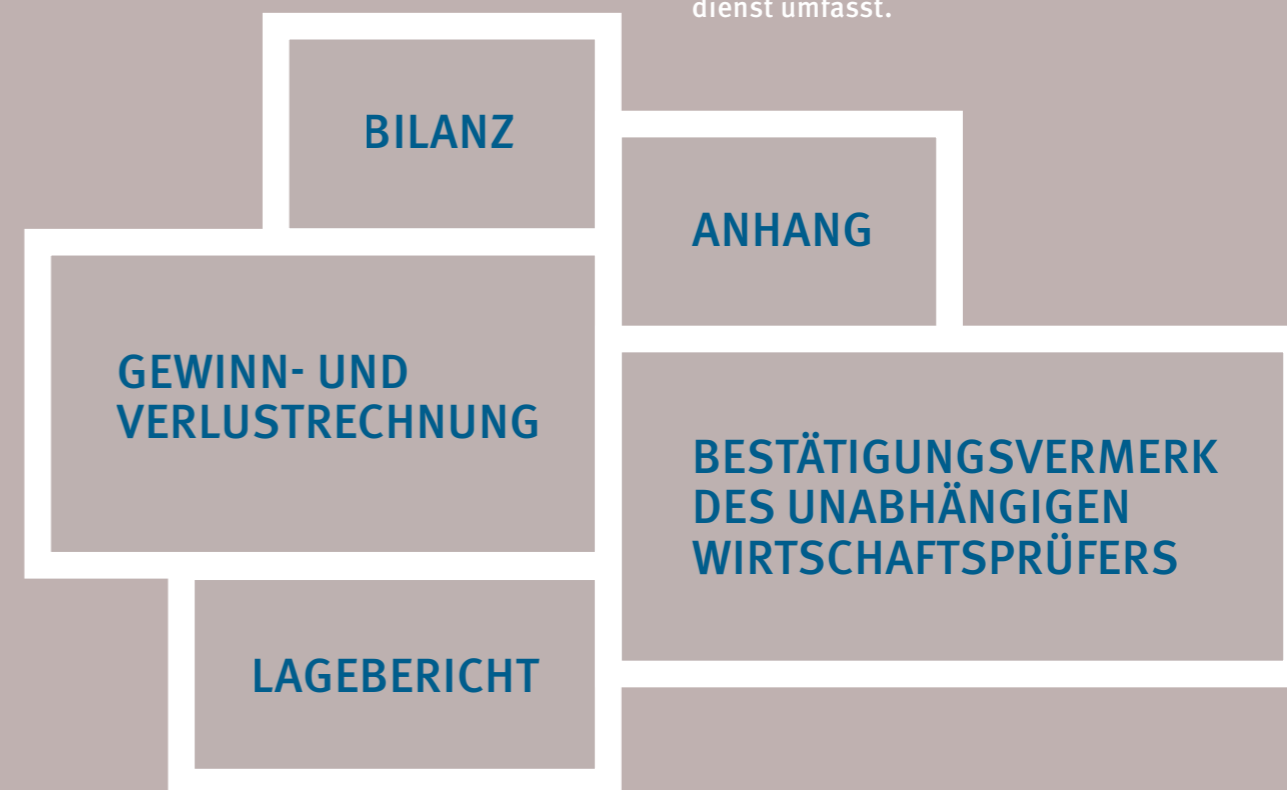 dienst umfasst.
BILANZ
ANHANG
GEWINN- UND
VERLUSTRECHNUNG
BESTÄTIGUNGSVERMERK
DES UNABHÄNGIGEN
WIRTSCHAFTSPRÜFERS
LAGEBERICHT